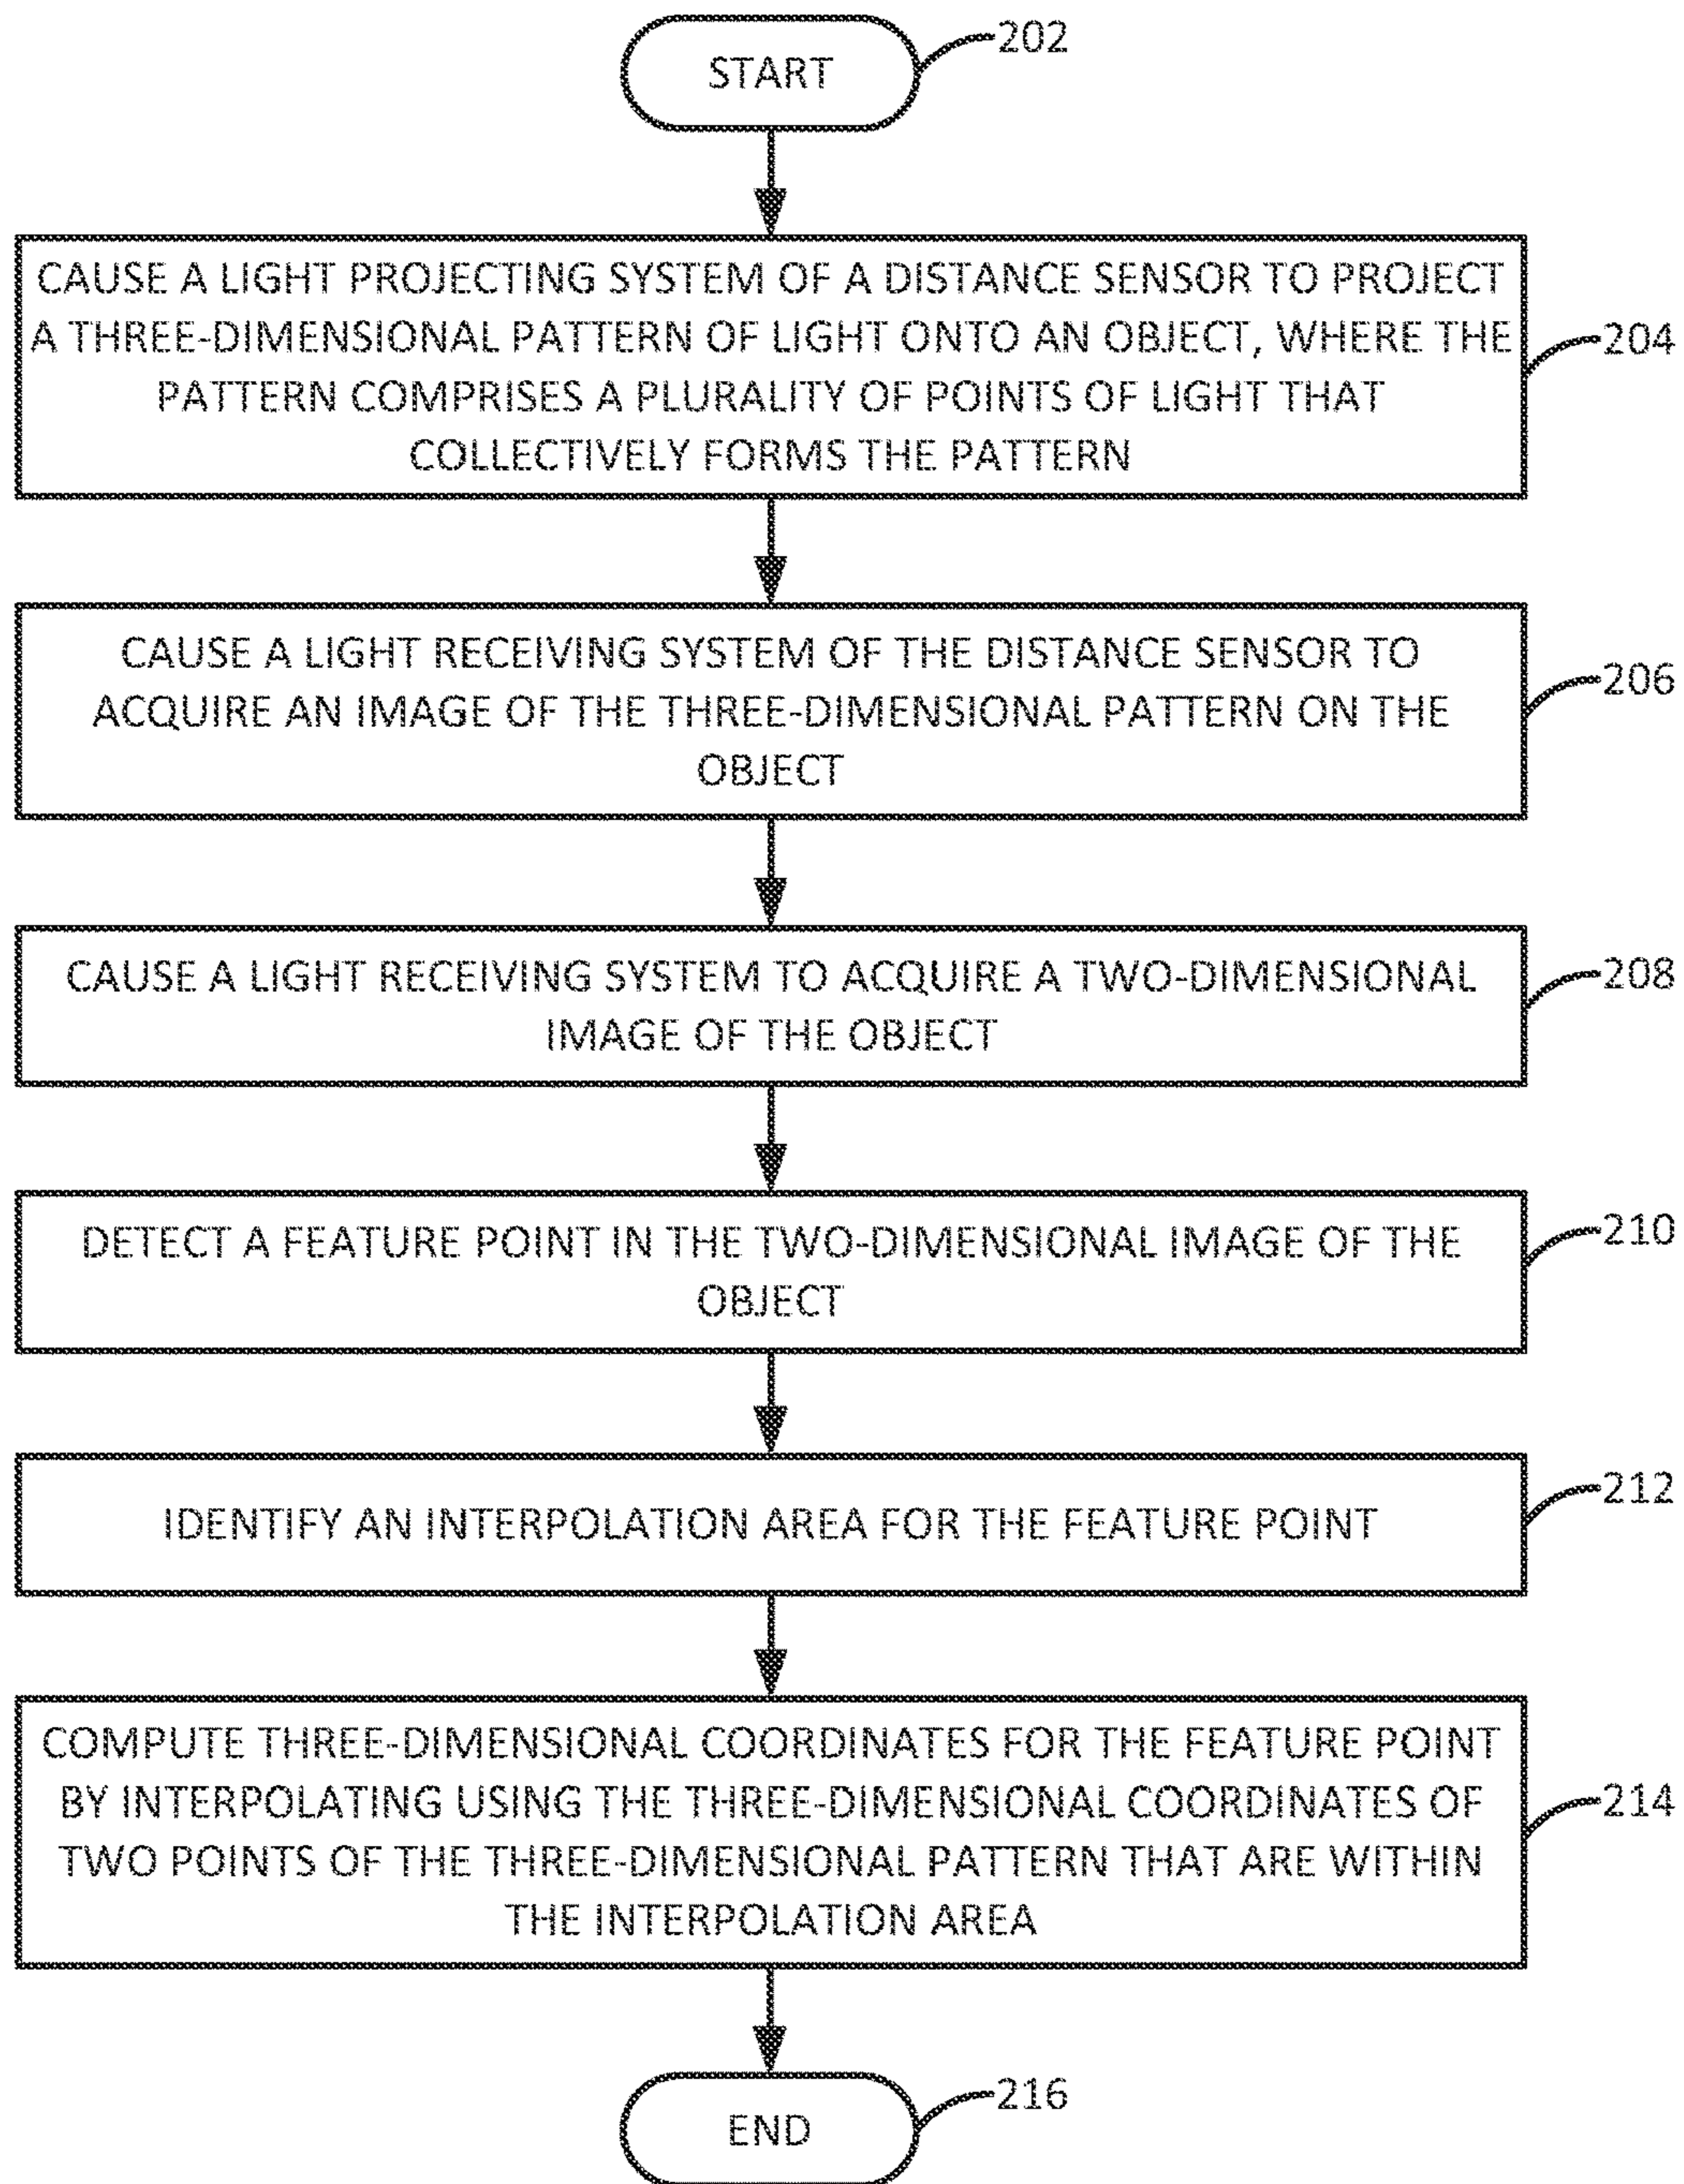 START
202
CAUSE A LIGHT PROJECTING SYSTEM OF A DISTANCE SENSOR TO PROJECT
A THREE-DIMENSIONAL PATTERN OF LIGHT ONTO AN OBJECT, WHERE THE
PATTERN COMPRISES A PLURALITY OF POINTS OF LIGHT THAT
COLLECTIVELY FORMS THE PATTERN
204
CAUSE A LIGHT RECEIVING SYSTEM OF THE DISTANCE SENSOR TO
ACQUIRE AN IMAGE OF THE THREE-DIMENSIONAL PATTERN ON THE
OBJECT
206
CAUSE A LIGHT RECEIVING SYSTEM TO ACQUIRE A TWO-DIMENSIONAL
IMAGE OF THE OBJECT
208
DETECT A FEATURE POINT IN THE TWO-DIMENSIONAL IMAGE OF THE
OBJECT
210
IDENTIFY AN INTERPOLATION AREA FOR THE FEATURE POINT
212
COMPUTE THREE-DIMENSIONAL COORDINATES FOR THE FEATURE POINT
BY INTERPOLATING USING THE THREE-DIMENSIONAL COORDINATES OF
TWO POINTS OF THE THREE-DIMENSIONAL PATTERN THAT ARE WITHIN
THE INTERPOLATION AREA
214
END
216